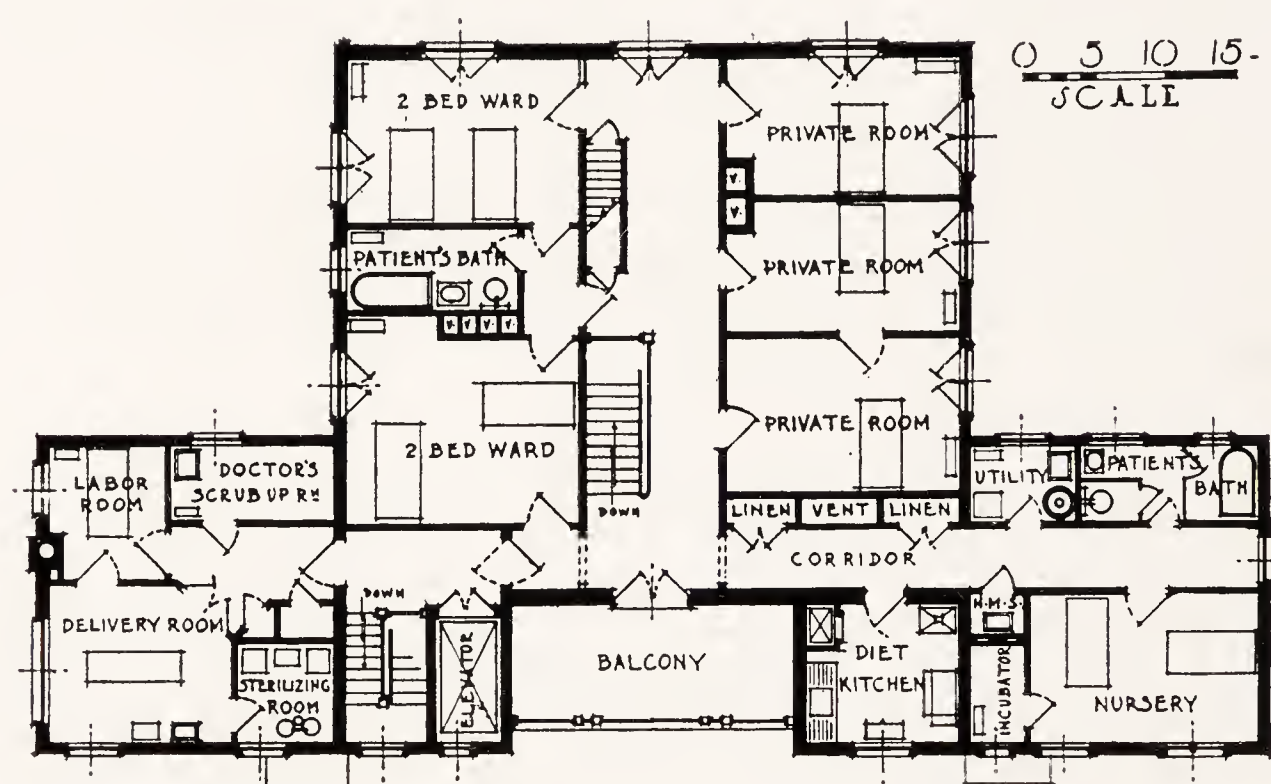 0 5 10 15-
SCALE
2 BED WARD
PRIVATE ROOM
V.
V.
PATIENT'S BATH
PRIVATE ROOM
V. V. V. V.
PRIVATE ROOM
2 BED WARD
LABOR
ROOM
DOCTOR'S
SCRUB UP RM
UTILITY
PATIENT'S
BATH
DOWN
LINEN VENT LINEN
CORRIDOR
DOWN
H.M.S.
DELIVERY ROOM
ELEVATOR
BALCONY
DIET
KITCHEN
INCUBATOR
NURSERY
STERILIZING
ROOM